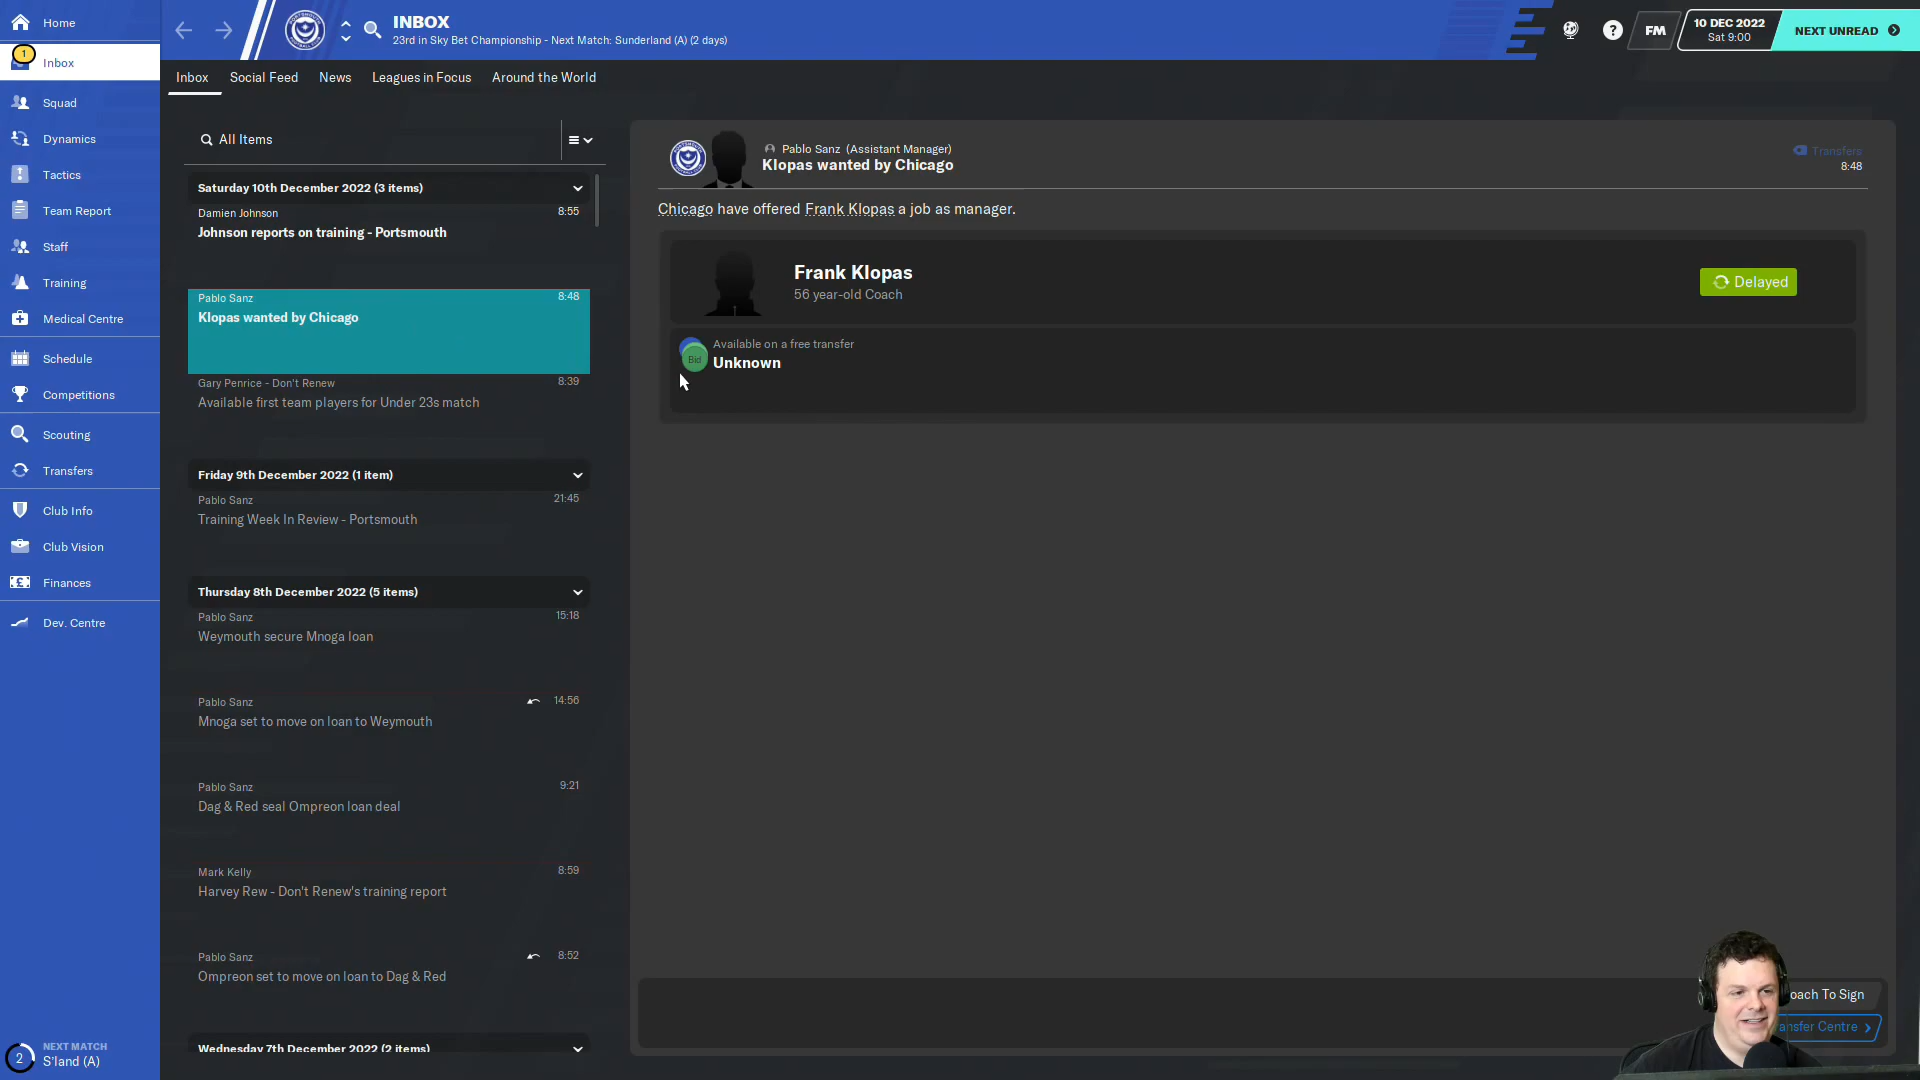 Home
INBOX
23rd in Sky Bet Championship - Next Match: Sunderland (A) (2 days)
FM
10 DEC 2022
Sat 9:00
NEXT UNREAD
1
Inbox
Squad
Dynamics
Tactics
Team Report
Staff
Training
Medical Centre
Schedule
Competitions
Scouting
Transfers
Club Info
Club Vision
Finances
Dev. Centre
2
NEXT MATCH
S'land (A)
Inbox
Social Feed
News
Leagues in Focus
Around the World
All Items
Saturday 10th December 2022 (3 items)
Damien Johnson
8:55
Johnson reports on training - Portsmouth
Pablo Sanz
8:48
Klopas wanted by Chicago
Gary Penrice - Don't Renew
8:39
Available first team players for Under 23s match
Friday 9th December 2022 (1 item)
Pablo Sanz
21:45
Training Week In Review - Portsmouth
Thursday 8th December 2022 (5 items)
Pablo Sanz
15:18
Weymouth secure Mnoga loan
Pablo Sanz
14:56
Mnoga set to move on loan to Weymouth
Pablo Sanz
9:21
Dag & Red seal Ompreon loan deal
Mark Kelly
8:59
Harvey Rew - Don't Renew's training report
Pablo Sanz
8:52
Ompreon set to move on loan to Dag & Red
Wednesday 7th December 2022 (2 items)
Pablo Sanz (Assistant Manager)
Klopas wanted by Chicago
Transfers
8:48
Chicago have offered Frank Klopas a job as manager.
Frank Klopas
56 year-old Coach
Delayed
Bid
Available on a free transfer
Unknown
oach To Sign
ansfer Centre